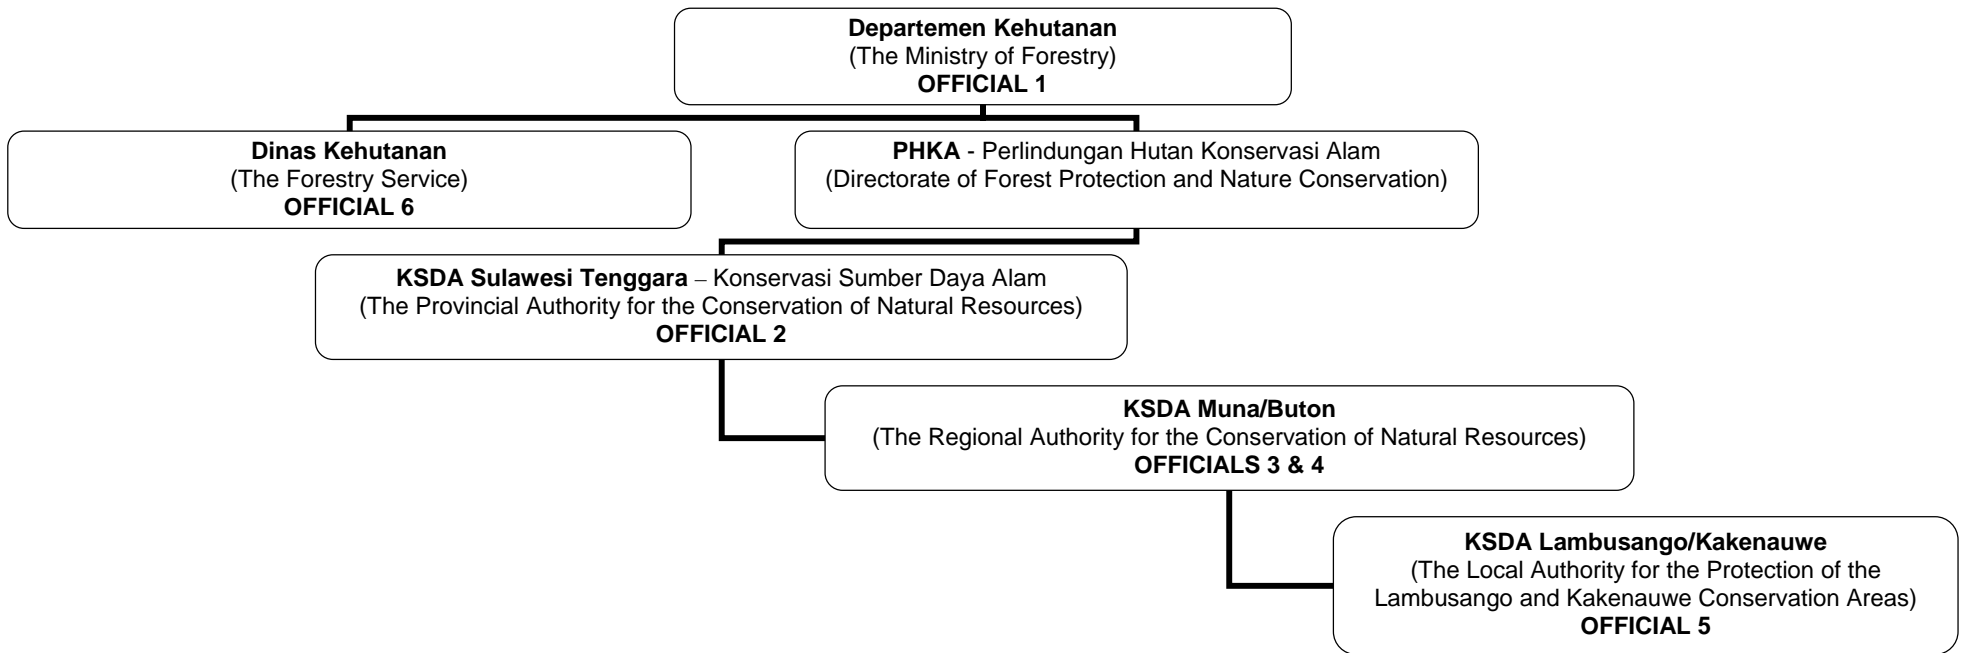 Departemen Kehutanan
(The Ministry of Forestry)
OFFICIAL 1
Dinas Kehutanan
(The Forestry Service)
OFFICIAL 6
PHKA - Perlindungan Hutan Konservasi Alam
(Directorate of Forest Protection and Nature Conservation)
KSDA Sulawesi Tenggara – Konservasi Sumber Daya Alam
(The Provincial Authority for the Conservation of Natural Resources)
OFFICIAL 2
KSDA Muna/Buton
(The Regional Authority for the Conservation of Natural Resources)
OFFICIALS 3 & 4
KSDA Lambusango/Kakenauwe
(The Local Authority for the Protection of the
Lambusango and Kakenauwe Conservation Areas)
OFFICIAL 5